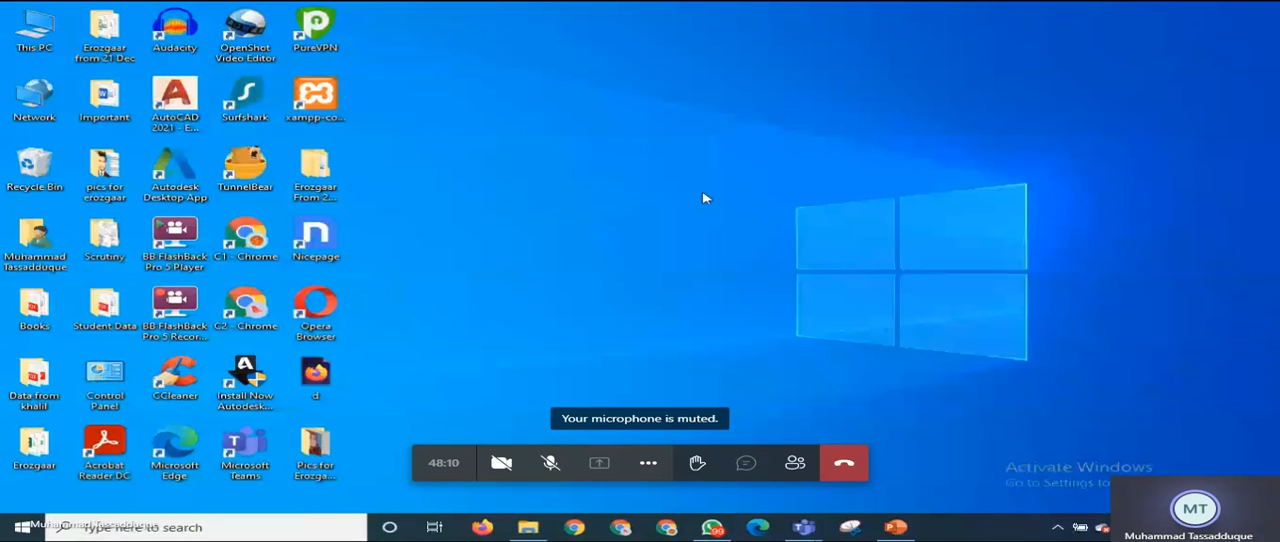 This PC
Erozgaar
from 21 Dec
Audacity
OpenShot
Video Editor
PureVPN
Network
Important
AutoCAD
2021 - E...
Surfshark
xampp-co...
Recycle Bin
pics for
erozgaar
Autodesk
Desktop App
TunnelBear
Erozgaar
From 2...
Muhammad
Tassadduque
Scrutiny
BB FlashBack
Pro 5 Player
C1 - Chrome
Nicepage
Books
Student Data
BB FlashBack
Pro 5 Recor...
C2 - Chrome
Opera
Browser
Data from
khalil
Control
Panel
CCleaner
Install Now
Autodesk...
d
Your microphone is muted.
Erozgaar
Acrobat
Reader DC
Microsoft
Edge
Microsoft
Teams
Pics for
Erozga...
48:10
Activate Windows
Go to Settings to
MT
Muhammad Tassadduque
Muhammad Tassadduque
Type here to search
99